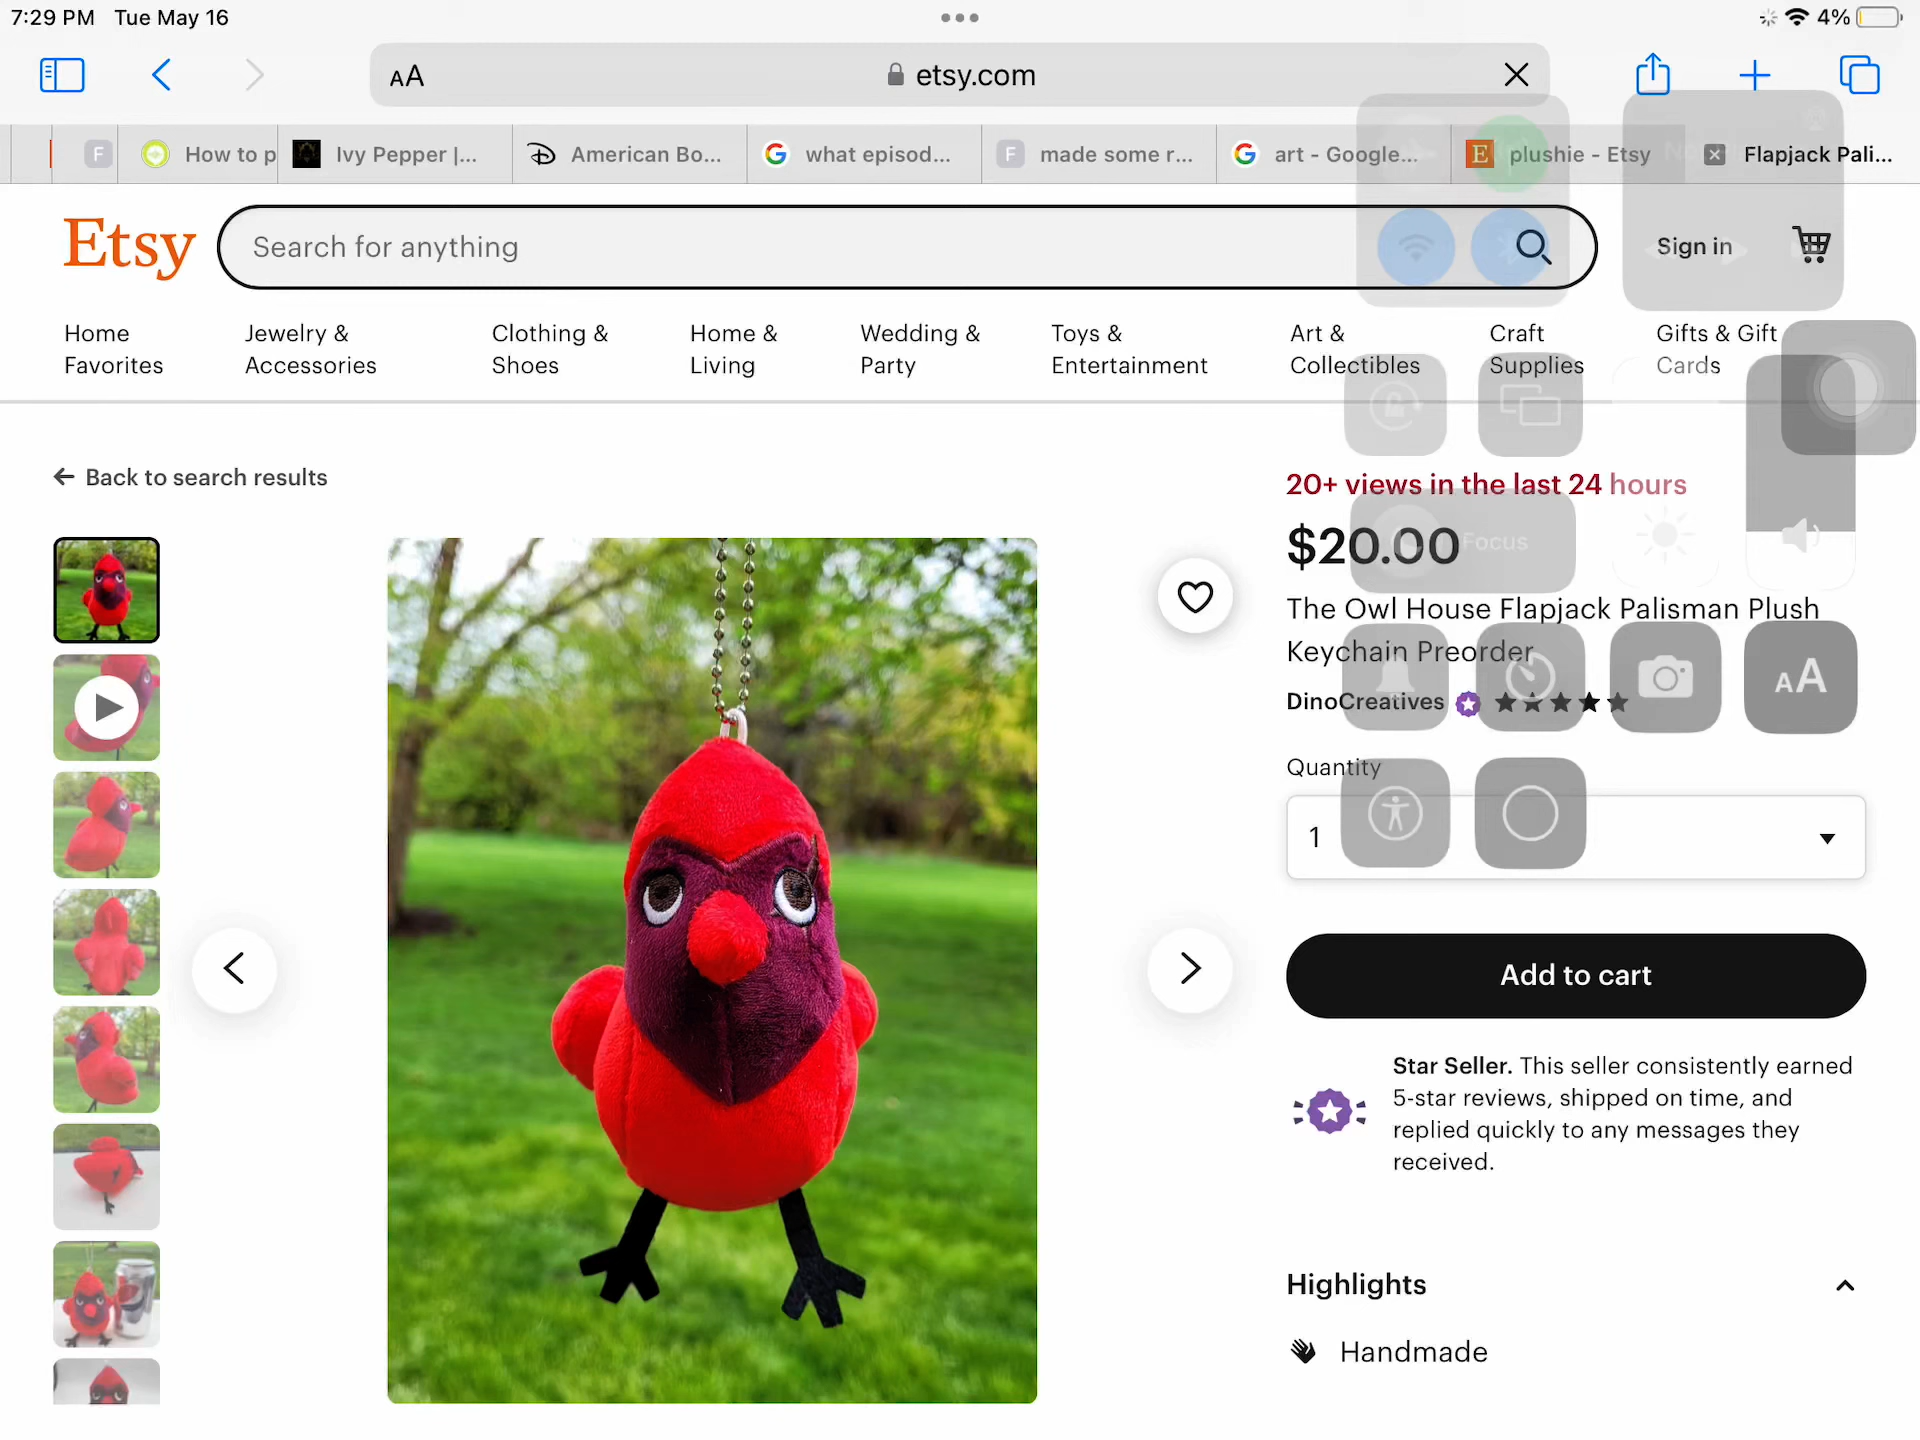 7:29 PM Tue May 16
4%
AA
etsy.com
F
How to p
Ivy Pepper |...
American Bo...
what episod...
F
made some r...
art - Google...
E
plushie - Etsy
Flapjack Pali...
Etsy
Search for anything
Sign in
Home Favorites
Jewelry & Accessories
Clothing & Shoes
Home & Living
Wedding & Party
Toys & Entertainment
Art & Collectibles
Craft Supplies
Gifts & Gift Cards
Back to search results
20+ views in the last 24 hours
$20.00
Focus
The Owl House Flapjack Palisman Plush
Keychain Preorder
AA
DinoCreatives
Quantity
1
Add to cart
Star Seller. This seller consistently earned
5-star reviews, shipped on time, and
replied quickly to any messages they
received.
Highlights
Handmade